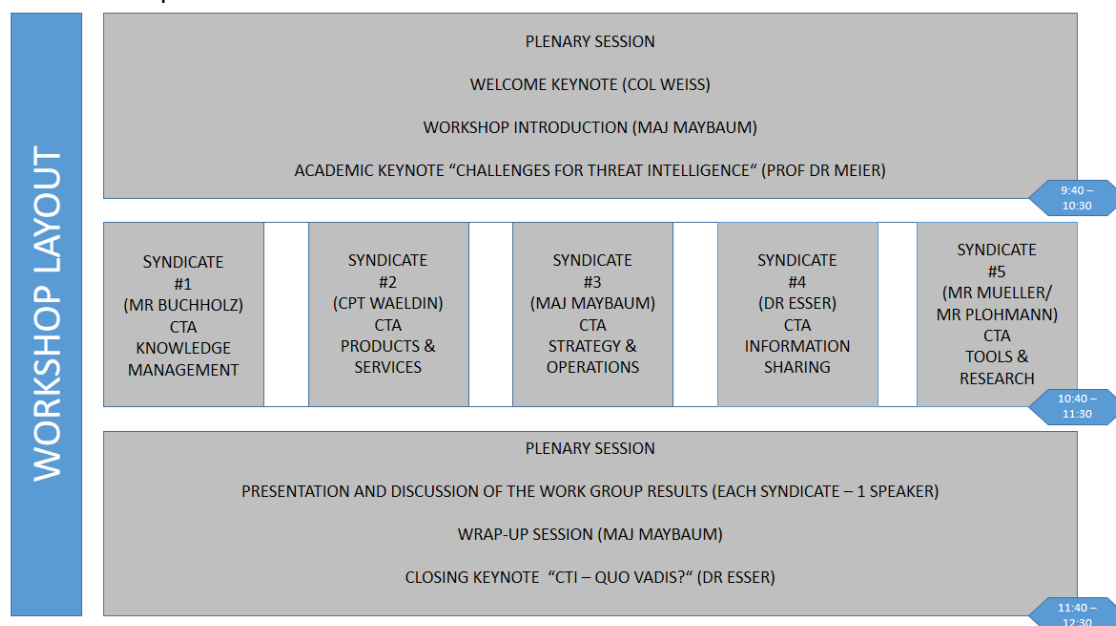 WORKSHOP LAYOUT
PLENARY SESSION
WELCOME KEYNOTE (COL WEISS)
WORKSHOP INTRODUCTION (MAJ MAYBAUM)
ACADEMIC KEYNOTE “CHALLENGES FOR THREAT INTELLIGENCE“ (PROF DR MEIER)
9:40 –
10:30
SYNDICATE
#1
(MR BUCHHOLZ)
CTA
KNOWLEDGE
MANAGEMENT
SYNDICATE
#2
(CPT WAELDIN)
CTA
PRODUCTS &
SERVICES
SYNDICATE
#3
(MAJ MAYBAUM)
CTA
STRATEGY &
OPERATIONS
SYNDICATE
#4
(DR ESSER)
CTA
INFORMATION
SHARING
SYNDICATE
#5
(MR MUELLER/
MR PLOHMANN)
CTA
TOOLS &
RESEARCH
10:40 –
11:30
PLENARY SESSION
PRESENTATION AND DISCUSSION OF THE WORK GROUP RESULTS (EACH SYNDICATE – 1 SPEAKER)
WRAP-UP SESSION (MAJ MAYBAUM)
CLOSING KEYNOTE “CTI – QUO VADIS?“ (DR ESSER)
11:40 –
12:30